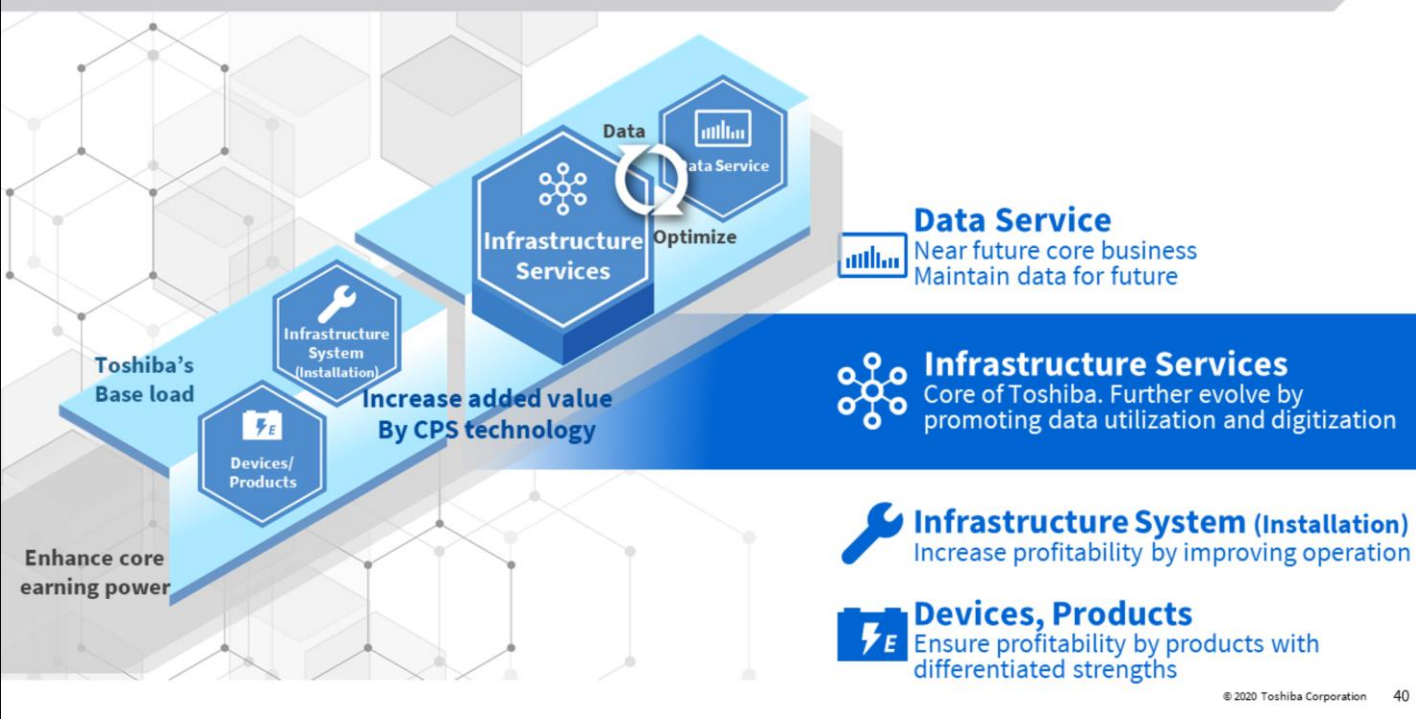 Data
Data Service
Infrastructure
Services
Optimize
Infrastructure
System
(Installation)
Toshiba's
Base load
Devices/
Products
Increase added value
By CPS technology
Enhance core
earning power
Data Service
Near future core business
Maintain data for future
Infrastructure Services
Core of Toshiba. Further evolve by
promoting data utilization and digitization
Infrastructure System (Installation)
Increase profitability by improving operation
E
Devices, Products
Ensure profitability by products with
differentiated strengths
© 2020 Toshiba Corporation 40